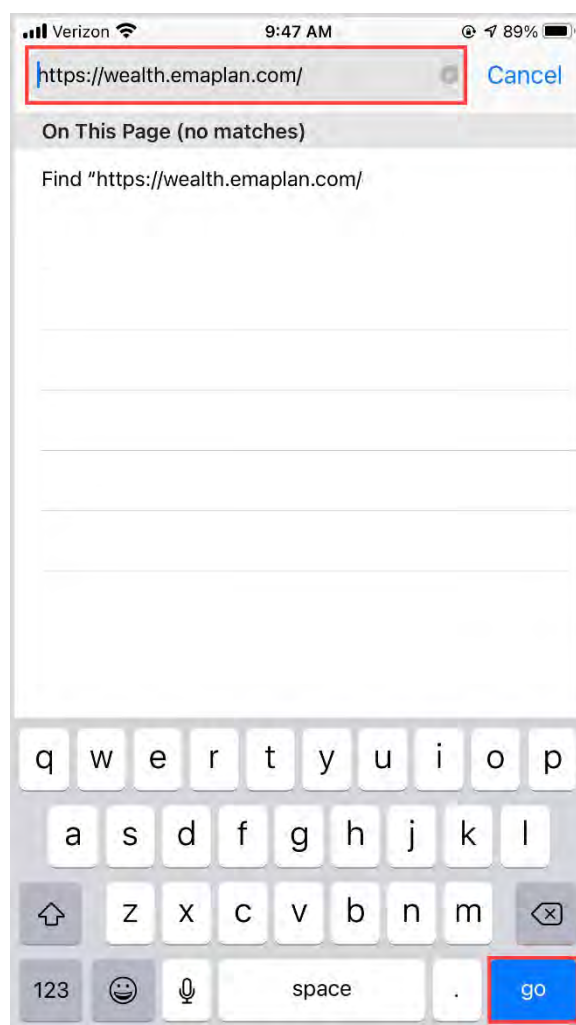 Verizon 9:47 AM 89%
https://wealth.emaplan.com/ Cancel
On This Page (no matches)
Find “https://wealth.emaplan.com/
q w e r t y u i o p
a s d f g h j k l
z x c v b n m
123 space . go